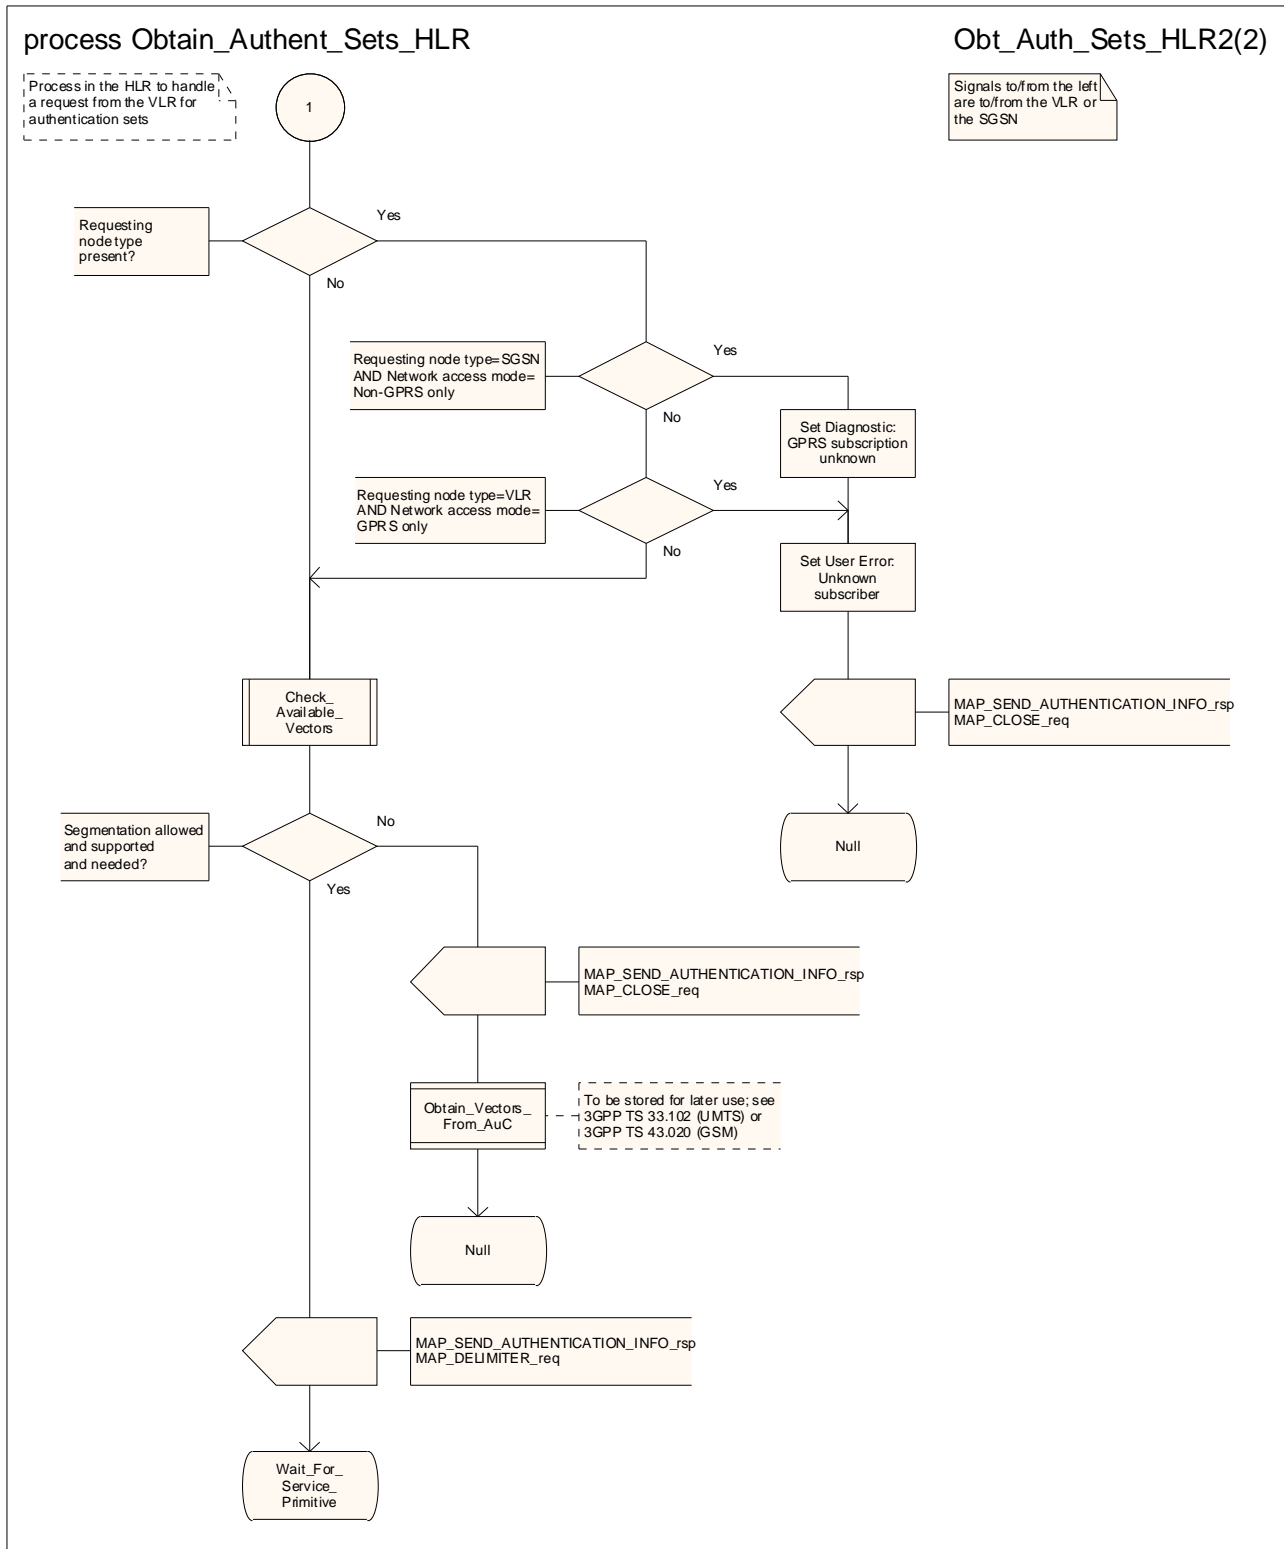 process Obtain_Authent_Sets_HLR
Obt_Auth_Sets_HLR2(2)
Process in the HLR to handle
a request from the VLR for
authentication sets
1
Signals to/from the left
are to/from the VLR or
the SGSN
Requesting
node type
present?
Yes
No
Requesting node type=SGSN
AND Network access mode=
Non-GPRS only
Yes
No
Set Diagnostic:
GPRS subscription
unknown
Requesting node type=VLR
AND Network access mode=
GPRS only
Yes
No
Set User Error:
Unknown
subscriber
Check_
Available_
Vectors
MAP_SEND_AUTHENTICATION_INFO_rsp
MAP_CLOSE_req
Segmentation allowed
and supported
and needed?
No
Yes
Null
MAP_SEND_AUTHENTICATION_INFO_rsp
MAP_CLOSE_req
Obtain_Vectors_
From_AuC
To be stored for later use; see
3GPP TS 33.102 (UMTS) or
3GPP TS 43.020 (GSM)
Null
MAP_SEND_AUTHENTICATION_INFO_rsp
MAP_DELIMITER_req
Wait_For_
Service_
Primitive